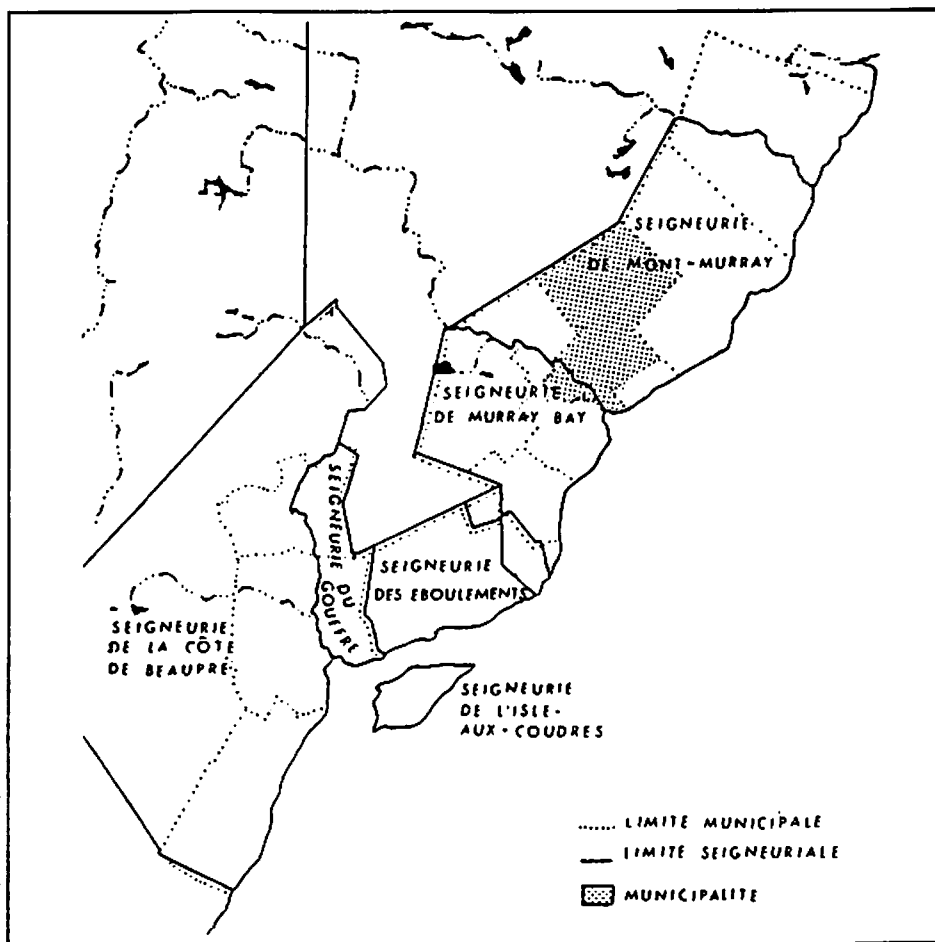 SEIGNEURIE
DE MONT-MURRAY
SEIGNEURIE
DE MURRAY BAY
SEIGNEURIE DU
GOUFFRE
SEIGNEURIE
DES EBOULEMENTS
SEIGNEURIE
DE LA CÔTE
DE BEAUPRÉ
SEIGNEURIE
DE L'ISLE-
AUX-COUDRES
LIMITE MUNICIPALE
LIMITE SEIGNEURIALE
MUNICIPALITE